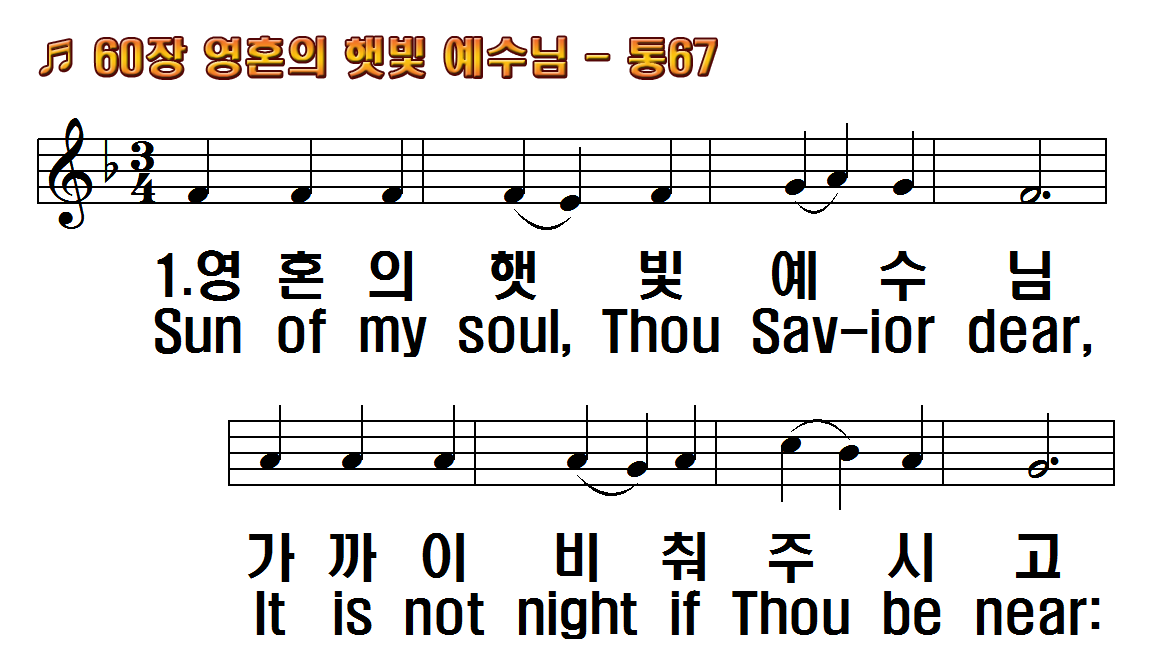 ♬ 60장 영혼의 햇빛 예수님 - 통67
3
4
1.영 혼 의 햇 빛 예 수 님
Sun of my soul, Thou Sav-ior dear,
가 까 이 비 춰 주 시 고
It is not night if Thou be near: